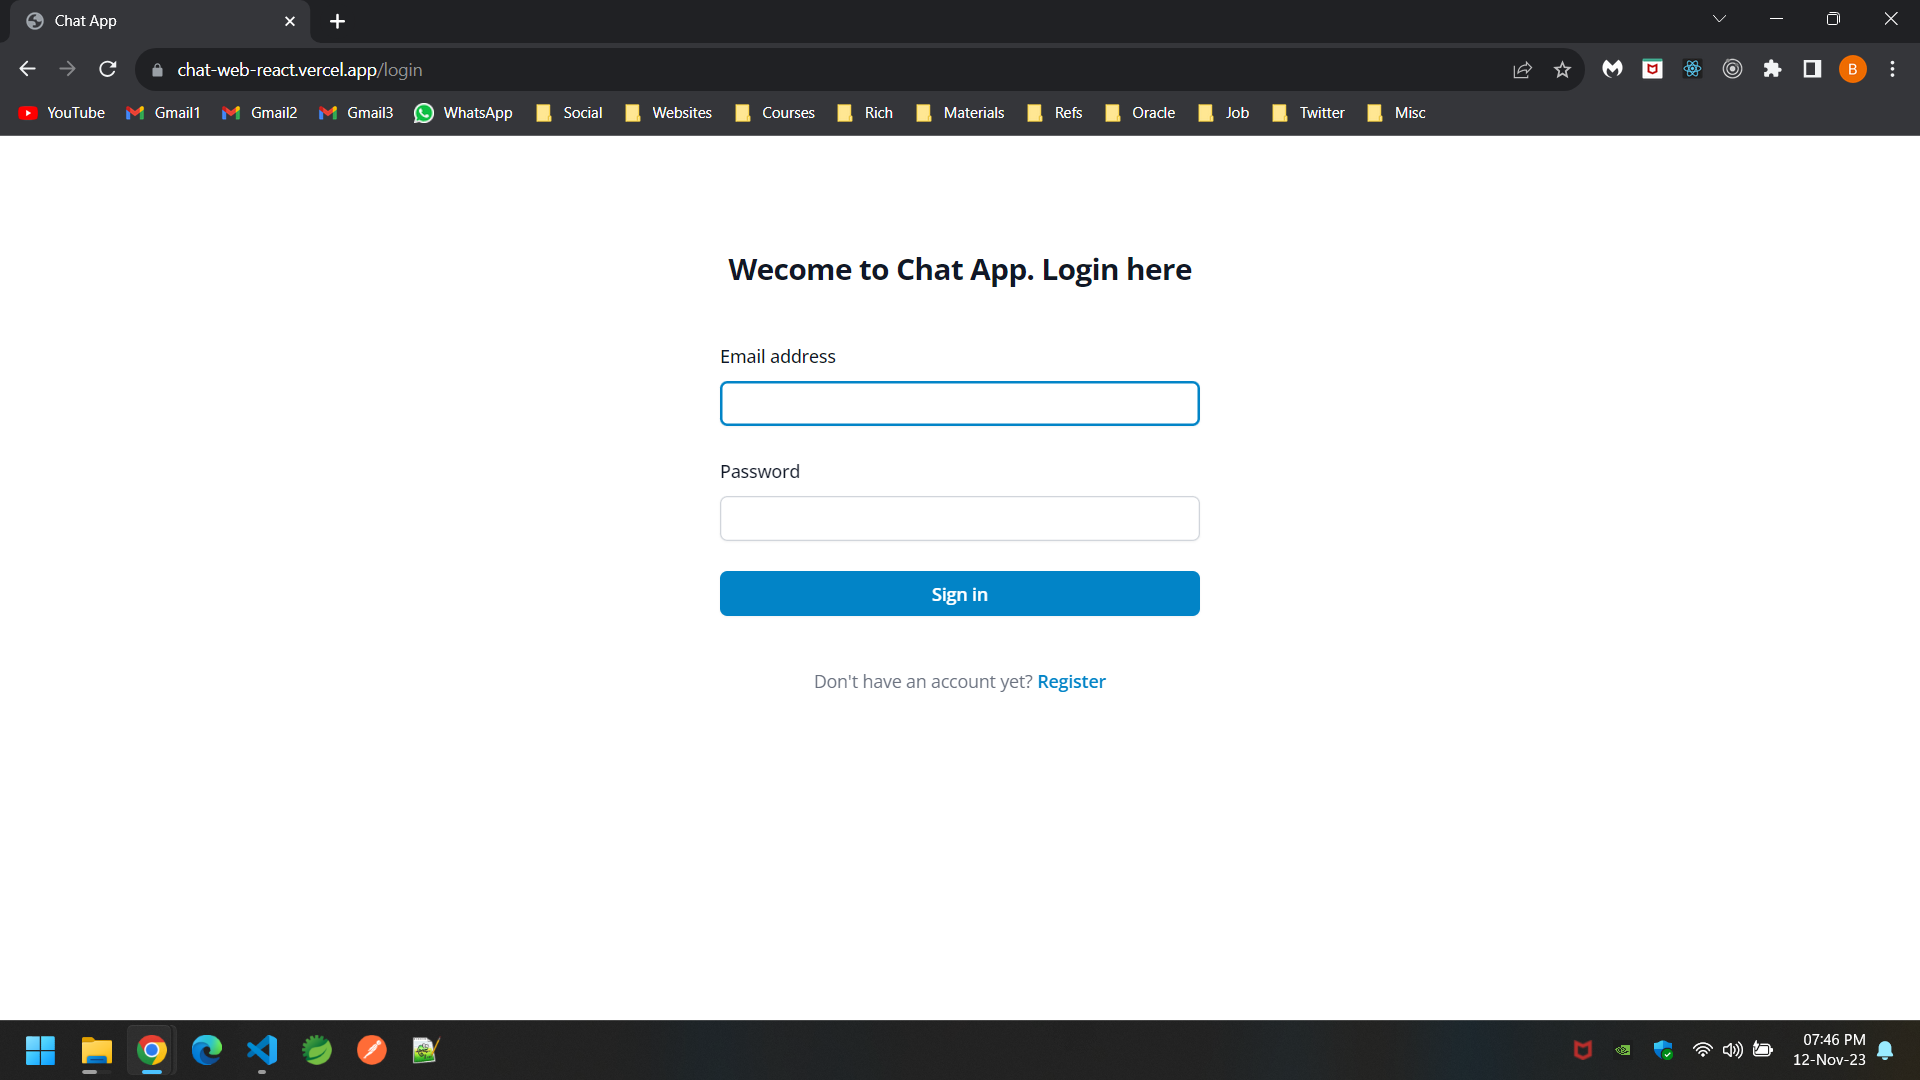 Chat App
chat-web-react.vercel.app/login
B
YouTube Gmail1 Gmail2 Gmail3 WhatsApp Social Websites Courses Rich Materials Refs Oracle Job Twitter Misc
Wecome to Chat App. Login here
Email address
Password
Sign in
Don't have an account yet? Register
07:46 PM
12-Nov-23